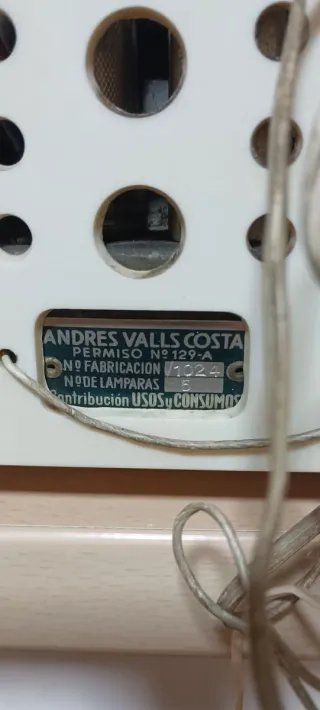 ANDRES VALLS COSTA
PERMISO Nº 129-A
Nº FABRICACION 1024
Nº DE LAMPARAS 5
Contribución USOS y CONSUMOS